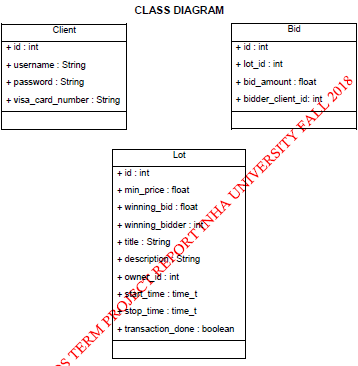 CLASS DIAGRAM
Client
+ id : int
+ username : String
+ password : String
+ visa_card_number : String
Bid
+ id : int
+ lot_id : int
+ bid_amount : float
+ bidder_client_id: int
Lot
+ id : int
+ min_price : float
+ winning_bid : float
+ winning_bidder : int
+ title : String
+ description : String
+ owner_id : int
+ start_time : time_t
+ stop_time : time_t
+ transaction_done : boolean
OS TERM PROJECT REPORT INHA UNIVERSITY FALL 2018